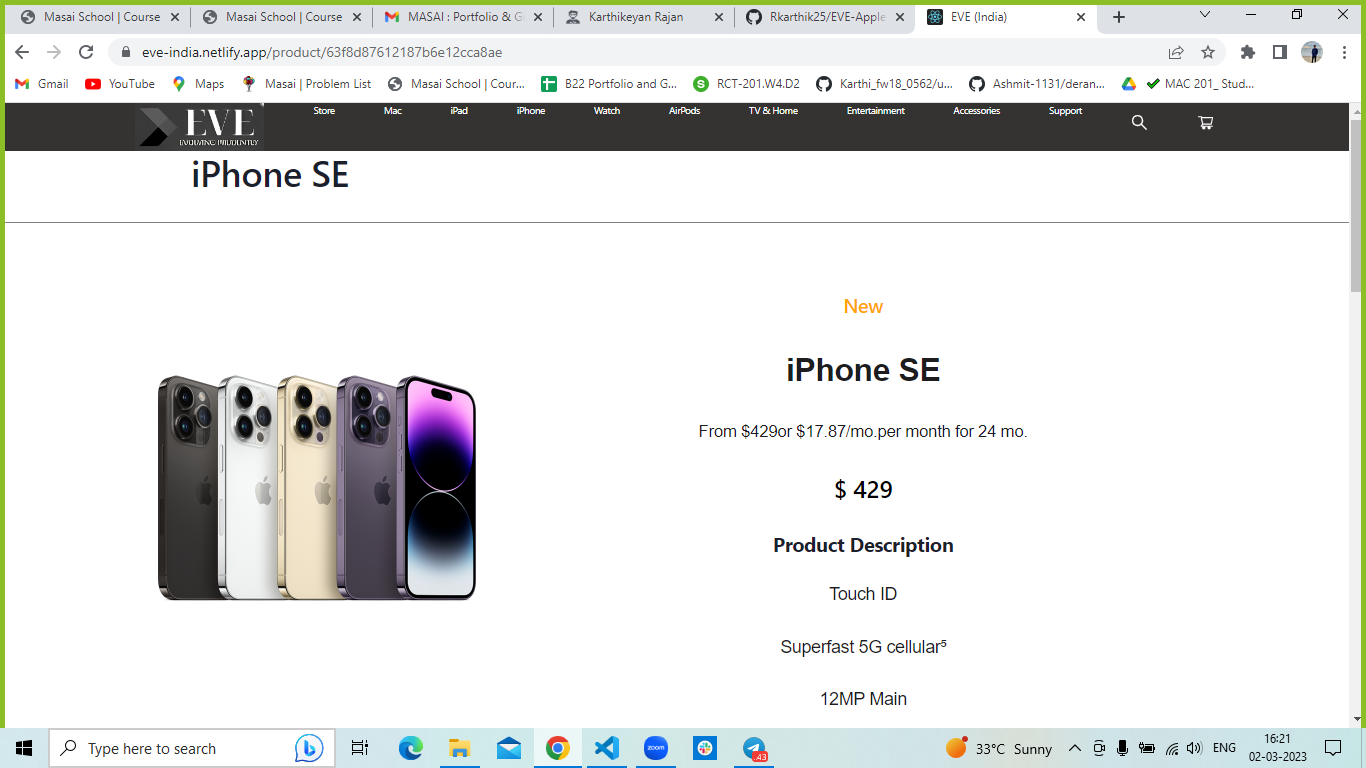 Masai School | Course
Masai School | Course
MASAI : Portfolio & G
Karthikeyan Rajan
Rkarthik25/EVE-Apple
EVE (India)
eve-india.netlify.app/product/63f8d87612187b6e12cca8ae
Gmail
YouTube
Maps
Masai | Problem List
Masai School | Cour...
B22 Portfolio and G...
RCT-201.W4.D2
Karthi_fw18_0562/u...
Ashmit-1131/deran...
MAC 201_ Stud...
EVE
EVOLVING PRUDENTLY
Store
Mac
iPad
iPhone
Watch
AirPods
TV & Home
Entertainment
Accessories
Support
iPhone SE
New
iPhone SE
From $429or $17.87/mo.per month for 24 mo.
$ 429
Product Description
Touch ID
Superfast 5G cellular⁵
12MP Main
Type here to search
zoom
43
33°C Sunny
ENG
16:21
02-03-2023